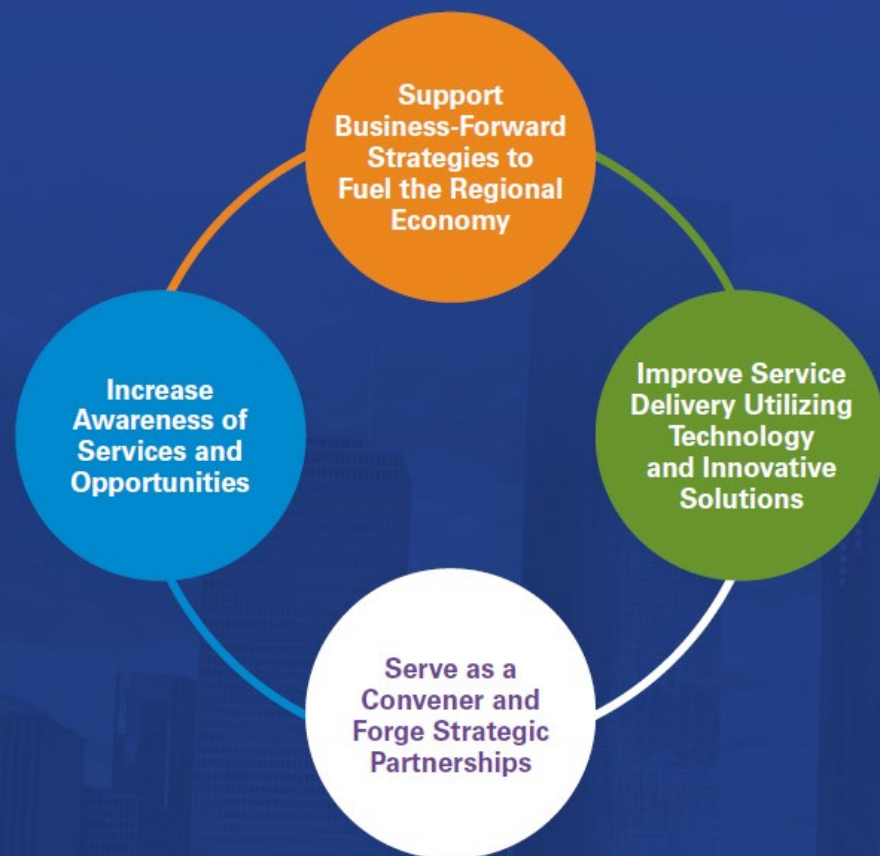 Support
Business-Forward
Strategies to
Fuel the Regional
Economy
Increase
Awareness of
Services and
Opportunities
Improve Service
Delivery Utilizing
Technology
and Innovative
Solutions
Serve as a
Convener and
Forge Strategic
Partnerships